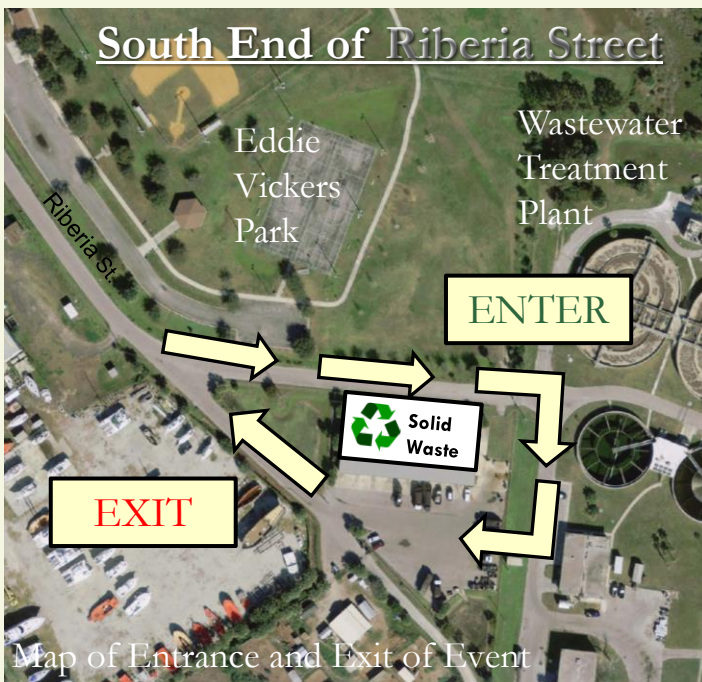 South End of Riberia Street
Eddie
Vickers
Park
Wastewater
Treatment
Plant
Riberia St.
ENTER
Solid
Waste
EXIT
Map of Entrance and Exit of Event